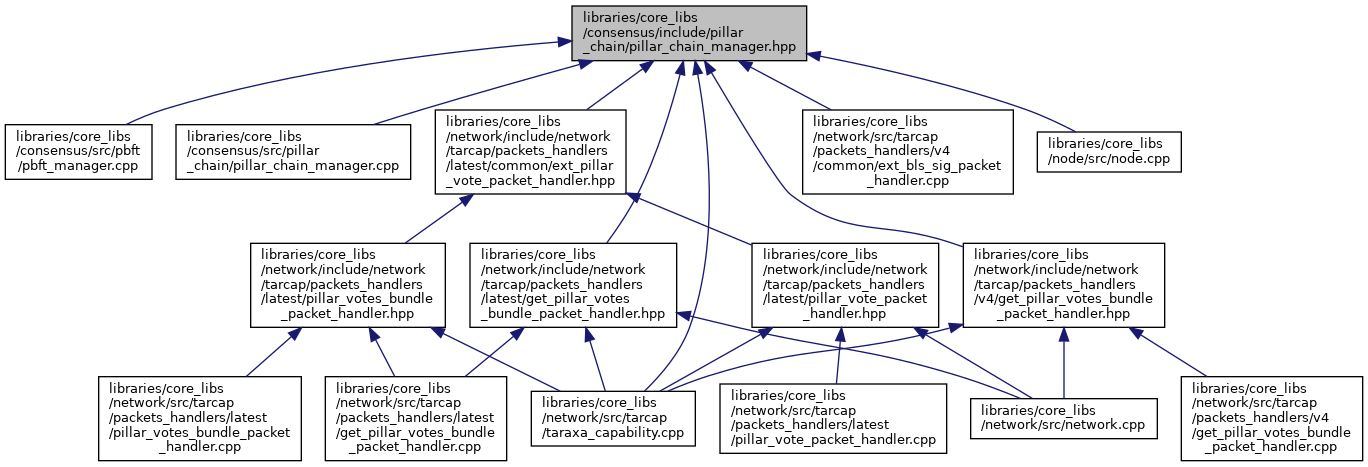 libraries/core_libs
/consensus/include/pillar
_chain/pillar_chain_manager.hpp
libraries/core_libs
/consensus/src/pbft
/pbft_manager.cpp
libraries/core_libs
/consensus/src/pillar
_chain/pillar_chain_manager.cpp
libraries/core_libs
/network/include/network
/tarcap/packets_handlers
/latest/common/ext_pillar
_vote_packet_handler.hpp
libraries/core_libs
/network/src/tarcap
/packets_handlers/v4
/common/ext_bls_sig_packet
_handler.cpp
libraries/core_libs
/node/src/node.cpp
libraries/core_libs
/network/include/network
/tarcap/packets_handlers
/latest/pillar_votes_bundle
_packet_handler.hpp
libraries/core_libs
/network/include/network
/tarcap/packets_handlers
/latest/get_pillar_votes
_bundle_packet_handler.hpp
libraries/core_libs
/network/include/network
/tarcap/packets_handlers
/latest/pillar_vote_packet
_handler.hpp
libraries/core_libs
/network/include/network
/tarcap/packets_handlers
/v4/get_pillar_votes_bundle
_packet_handler.hpp
libraries/core_libs
/network/src/tarcap
/packets_handlers/latest
/pillar_votes_bundle_packet
_handler.cpp
libraries/core_libs
/network/src/tarcap
/packets_handlers/latest
/get_pillar_votes_bundle
_packet_handler.cpp
libraries/core_libs
/network/src/tarcap
/taraxa_capability.cpp
libraries/core_libs
/network/src/tarcap
/packets_handlers/latest
/pillar_vote_packet_handler.cpp
libraries/core_libs
/network/src/network.cpp
libraries/core_libs
/network/src/tarcap
/packets_handlers/v4
/get_pillar_votes_bundle
_packet_handler.cpp